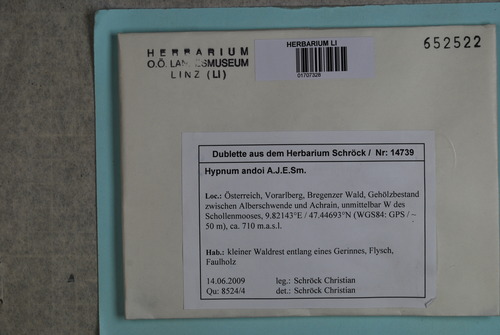 HERBARIUM
O.Ö. LANDESMUSEUM
LINZ (LI)
HERBARIUM LI
01707326
652522
Dublette aus dem Herbarium Schröck / Nr: 14739
Hypnum andoi A.J.E.Sm.
Loc.: Österreich, Vorarlberg, Bregenzer Wald, Gehölzbestand
zwischen Alberschwende und Achrain, unmittelbar W des
Schollenmooses, 9.82143°E / 47.44693°N (WGS84: GPS / ~
50 m), ca. 710 m.a.s.l.
Hab.: kleiner Waldrest entlang eines Gerinnes, Flysch,
Faulholz
14.06.2009 leg.: Schröck Christian
Qu: 8524/4 det.: Schröck Christian